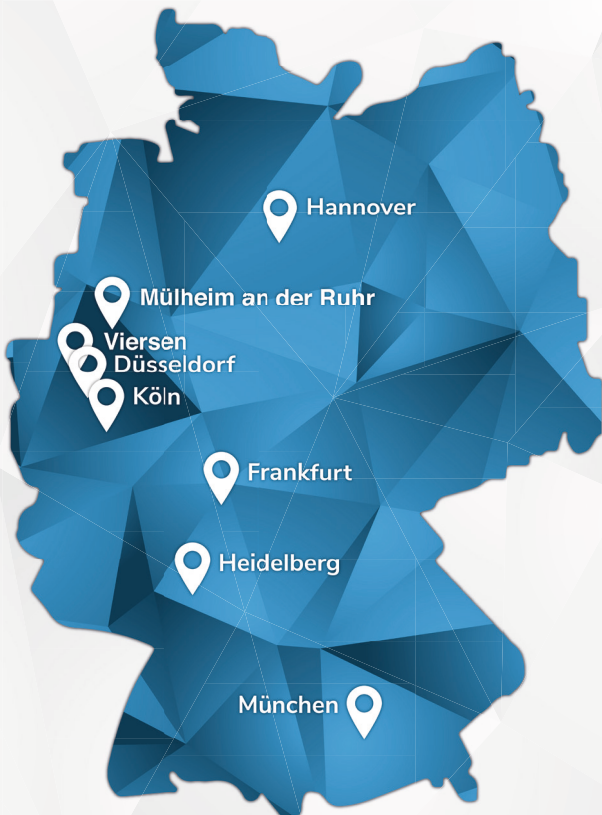 Hannover
Mülheim an der Ruhr
Viersen
Düsseldorf
Köln
Frankfurt
Heidelberg
München